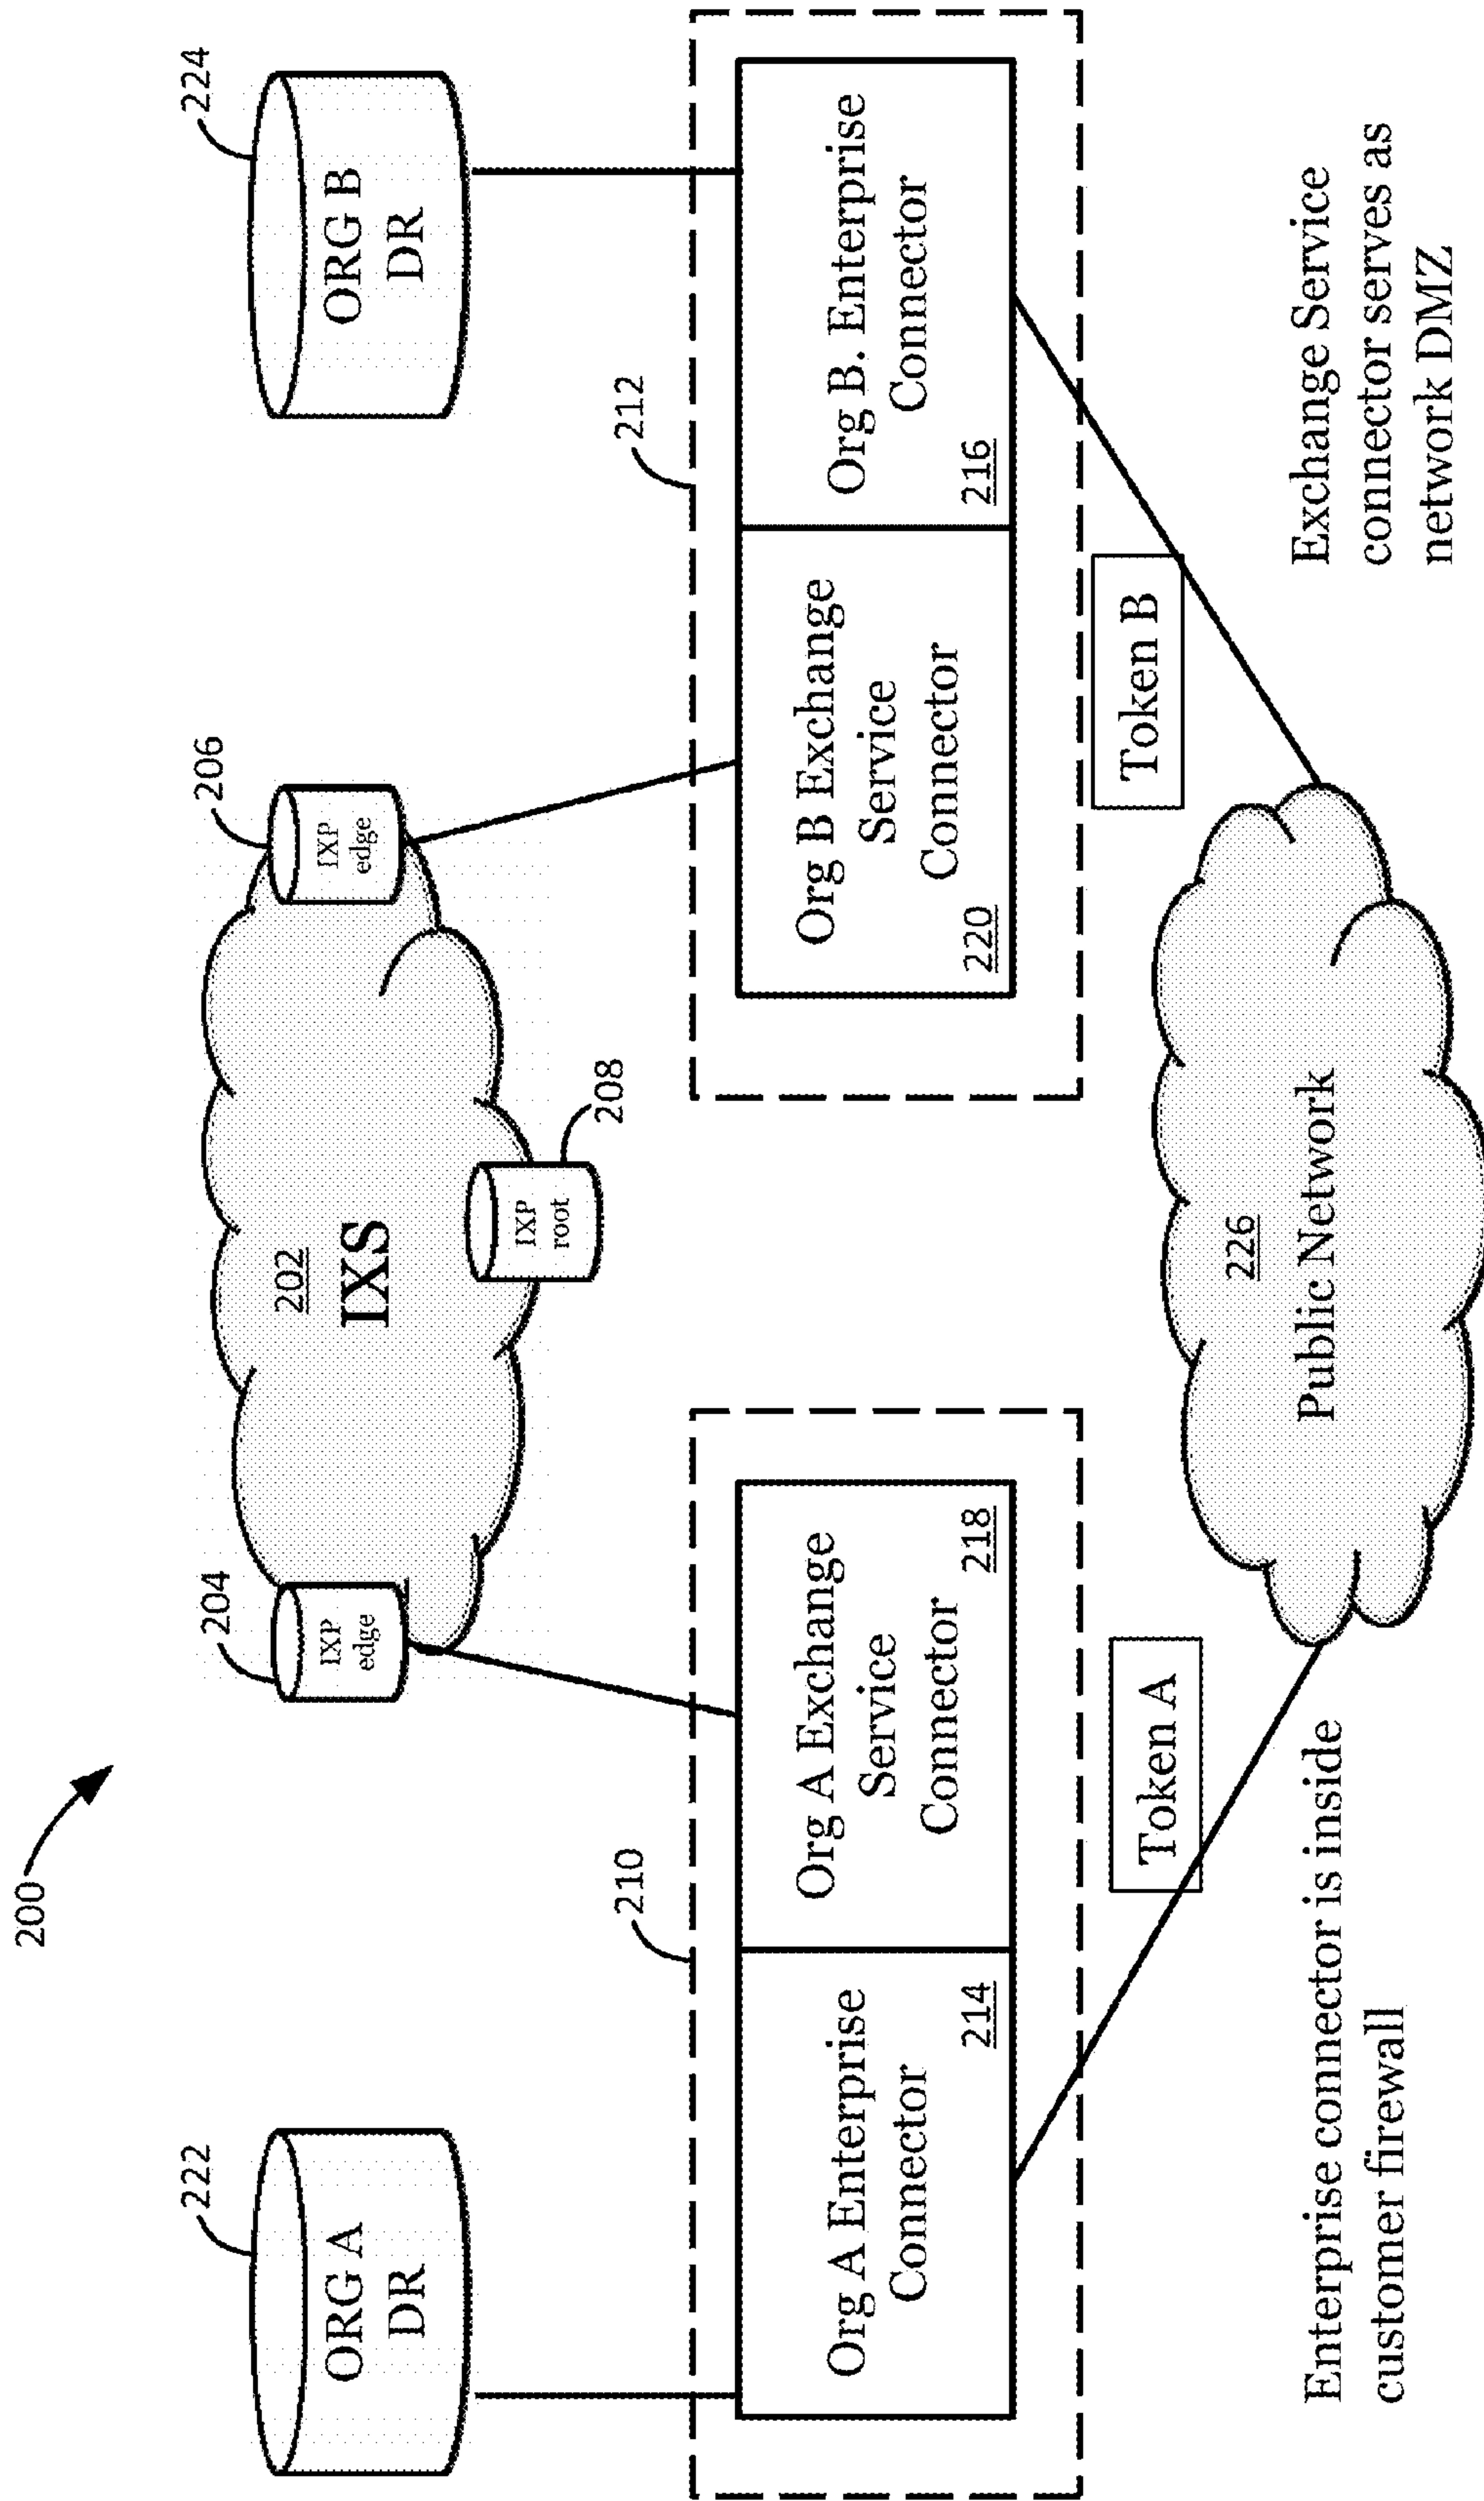 200
222
ORG A
DR
204
IXP
edge
202
IXS
IXP
root
208
206
IXP
edge
224
ORG B
DR
210
Org A Enterprise
Connector
214
Org A Exchange
Service
Connector
218
212
Org B Exchange
Service
Connector
220
Org B. Enterprise
Connector
216
Token A
Token B
226
Public Network
Enterprise connector is inside
customer firewall
Exchange Service
connector serves as
network DMZ